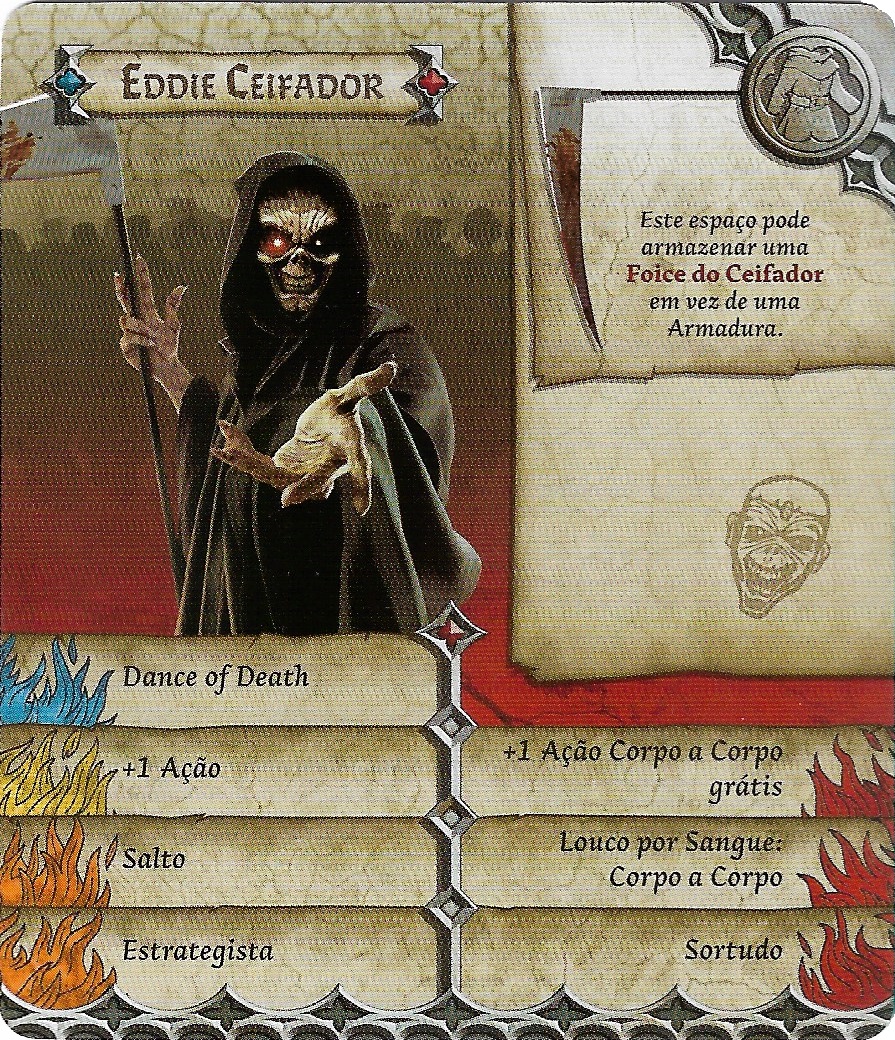 Eddie Ceifador
Este espaço pode
armazenar uma
Foice do Ceifador
em vez de uma
Armadura.
Dance of Death
+1 Ação
Salto
Estrategista
+1 Ação Corpo a Corpo
grátis
Louco por Sangue:
Corpo a Corpo
Sortudo